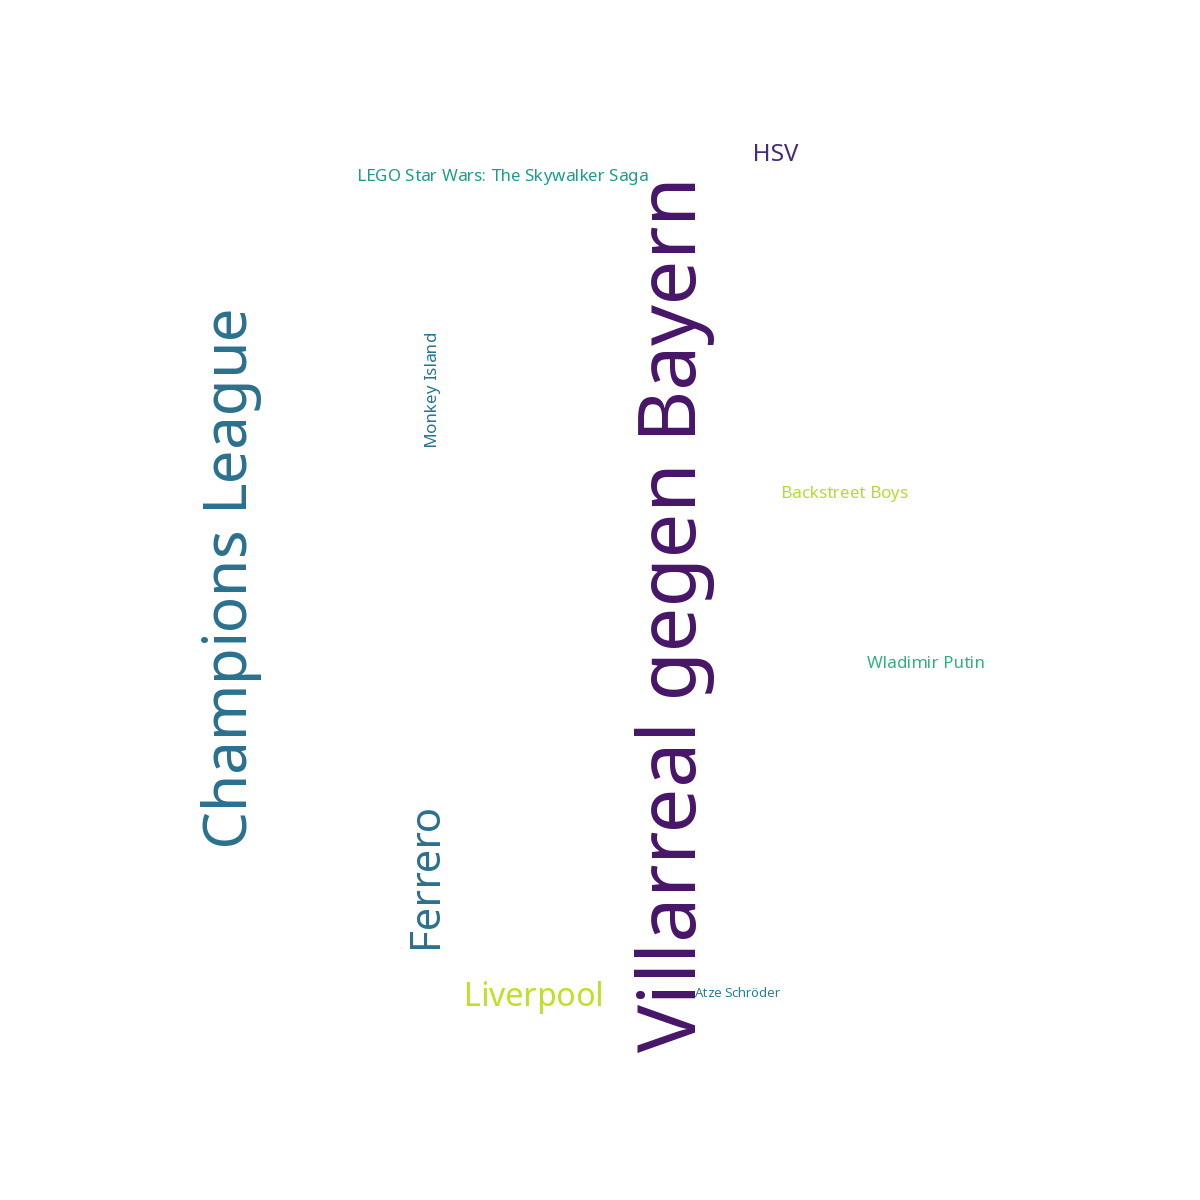 HSV
LEGO Star Wars: The Skywalker Saga
Villarreal gegen Bayern
Champions League
Monkey Island
Backstreet Boys
Wladimir Putin
Ferrero
Liverpool
Atze Schröder